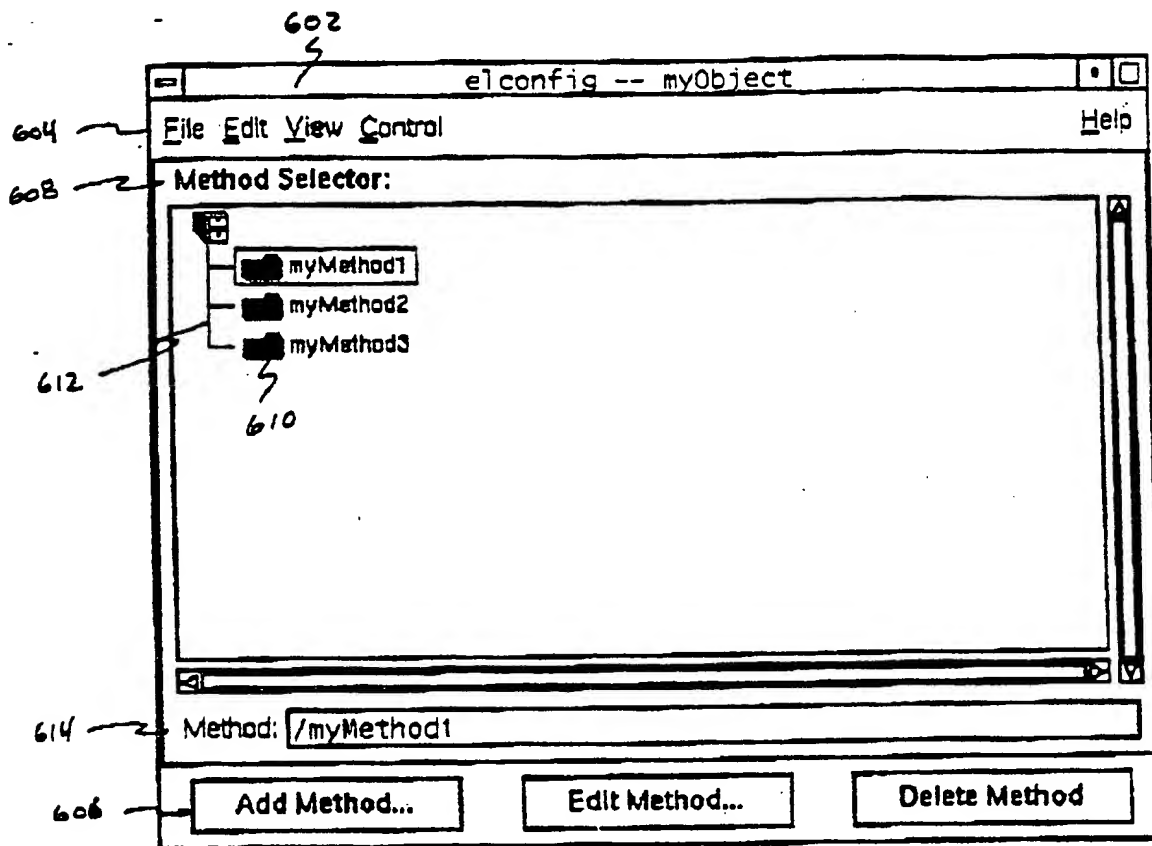 602
elconfig -- myObject
604
File Edit View Control Help
608
Method Selector:
myMethod1
myMethod2
myMethod3
612
610
614
Method: /myMethod1
606
Add Method... Edit Method... Delete Method